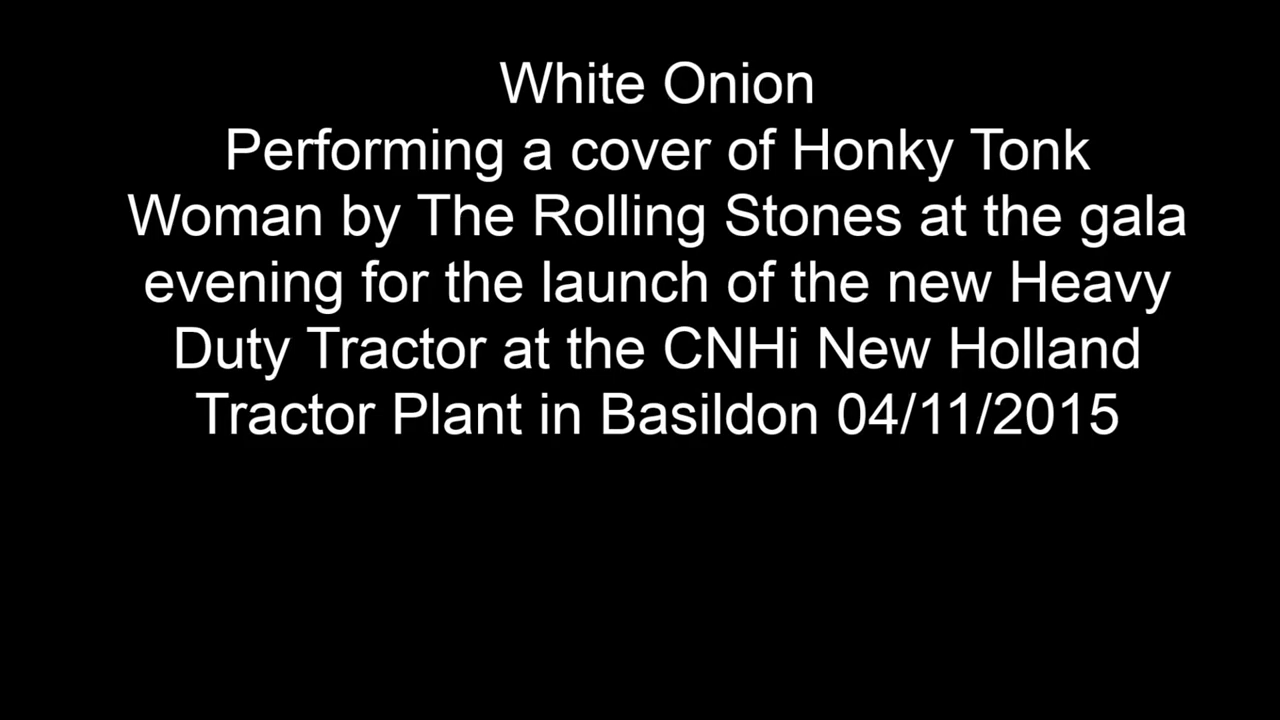 White Onion
Performing a cover of Honky Tonk
Woman by The Rolling Stones at the gala
evening for the launch of the new Heavy
Duty Tractor at the CNHi New Holland
Tractor Plant in Basildon 04/11/2015